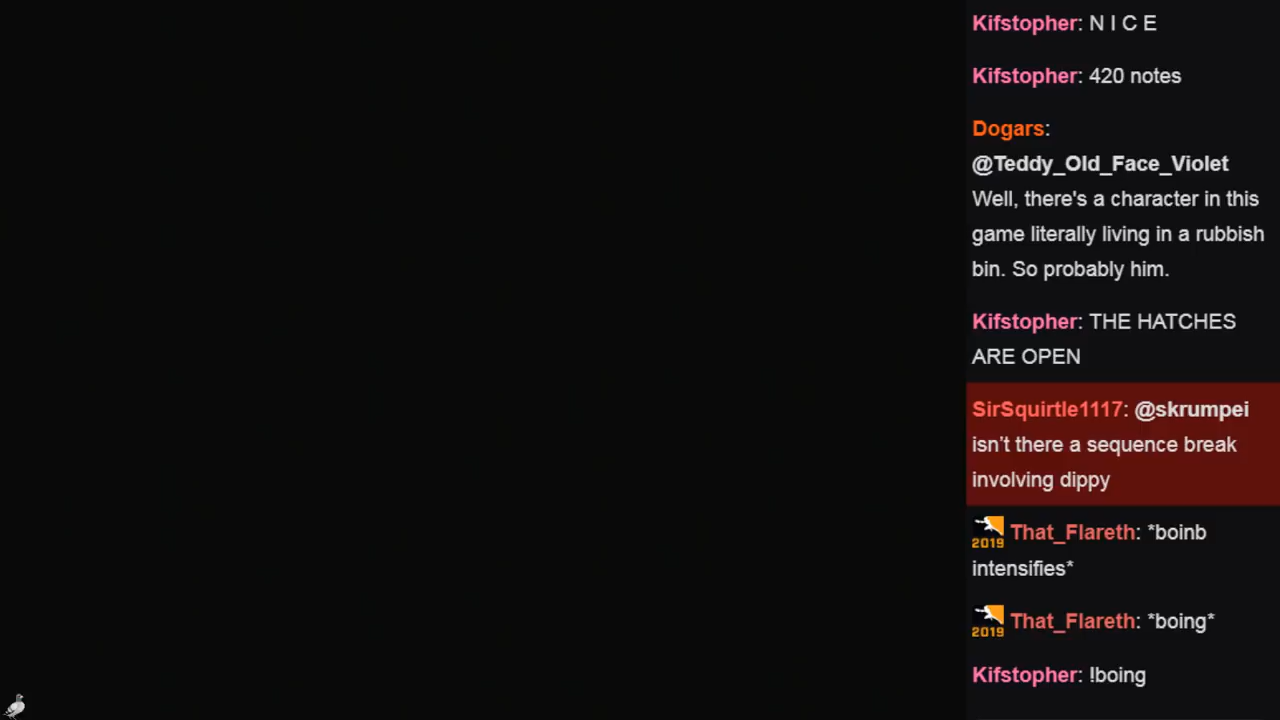 Kifstopher: N I C E
Kifstopher: 420 notes
Dogars:
@Teddy_Old_Face_Violet
Well, there's a character in this
game literally living in a rubbish
bin. So probably him.
Kifstopher: THE HATCHES
ARE OPEN
SirSquirtle1117: @skrumpei
isn't there a sequence break
involving dippy
2019 That_Flareth: *boinb
intensifies*
2019 That_Flareth: *boing*
Kifstopher: !boing